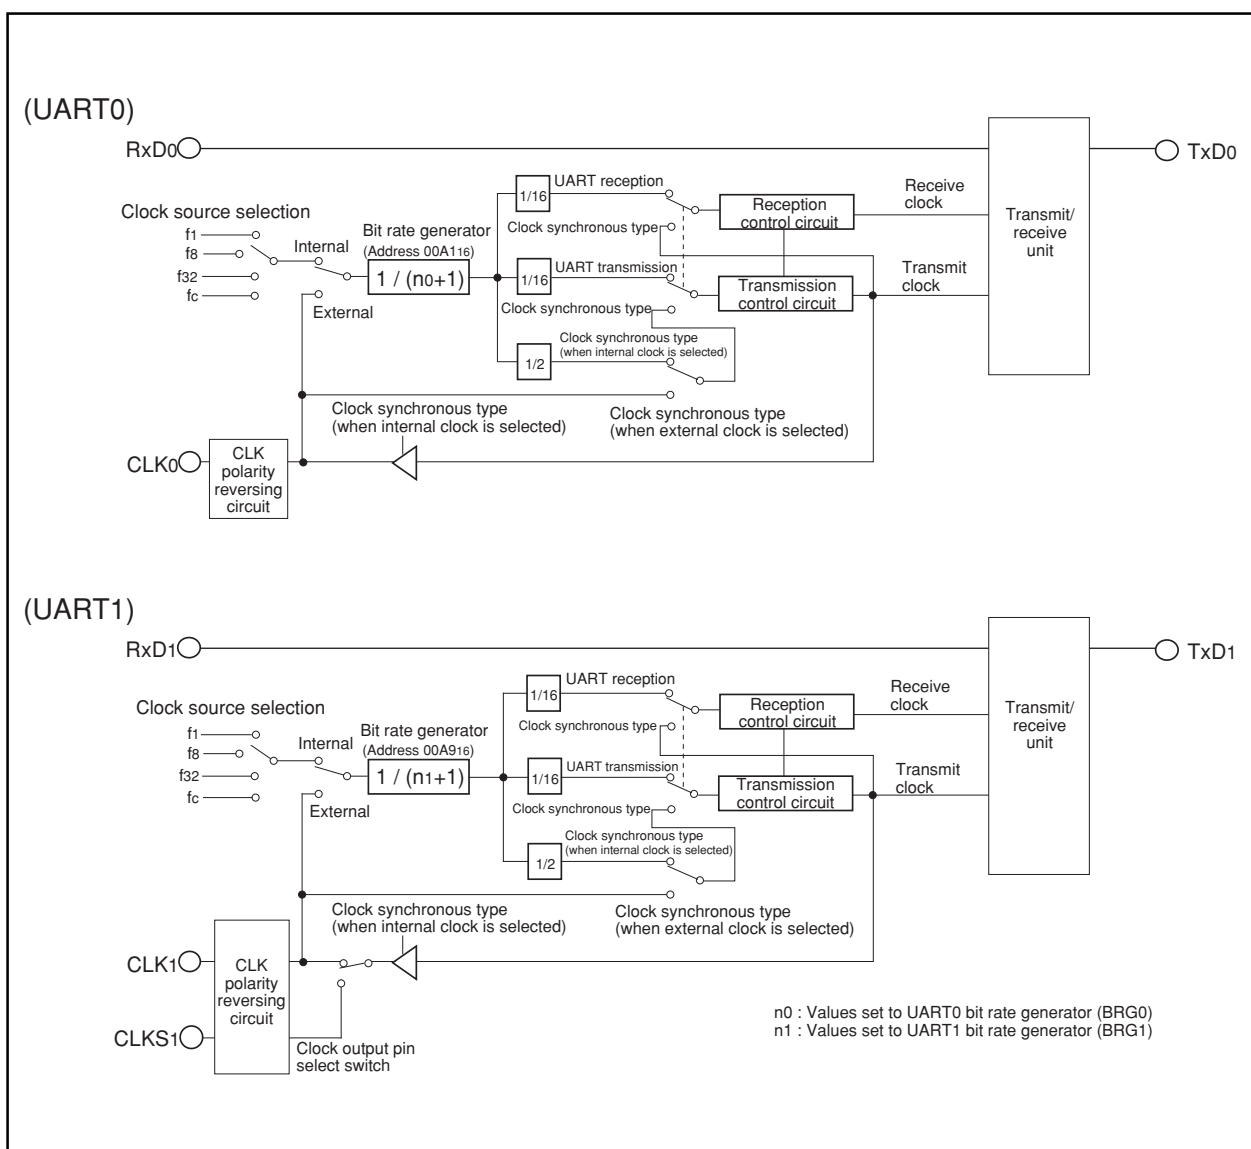 (UART0)
RxD0
TxD0
Clock source selection
f1
f8
f32
fc
Internal
External
Bit rate generator
(Address 00A116)
1 / (n0+1)
1/16
UART reception
Clock synchronous type
1/16
UART transmission
Clock synchronous type
1/2
Clock synchronous type
(when internal clock is selected)
Reception
control circuit
Transmission
control circuit
Receive
clock
Transmit
clock
Transmit/
receive
unit
Clock synchronous type
(when internal clock is selected)
Clock synchronous type
(when external clock is selected)
CLK0
CLK
polarity
reversing
circuit
(UART1)
RxD1
TxD1
Clock source selection
f1
f8
f32
fc
Internal
External
Bit rate generator
(Address 00A916)
1 / (n1+1)
1/16
UART reception
Clock synchronous type
1/16
UART transmission
Clock synchronous type
1/2
Clock synchronous type
(when internal clock is selected)
Reception
control circuit
Transmission
control circuit
Receive
clock
Transmit
clock
Transmit/
receive
unit
Clock synchronous type
(when internal clock is selected)
Clock synchronous type
(when external clock is selected)
CLK1
CLKS1
CLK
polarity
reversing
circuit
Clock output pin
select switch
n0 : Values set to UART0 bit rate generator (BRG0)
n1 : Values set to UART1 bit rate generator (BRG1)